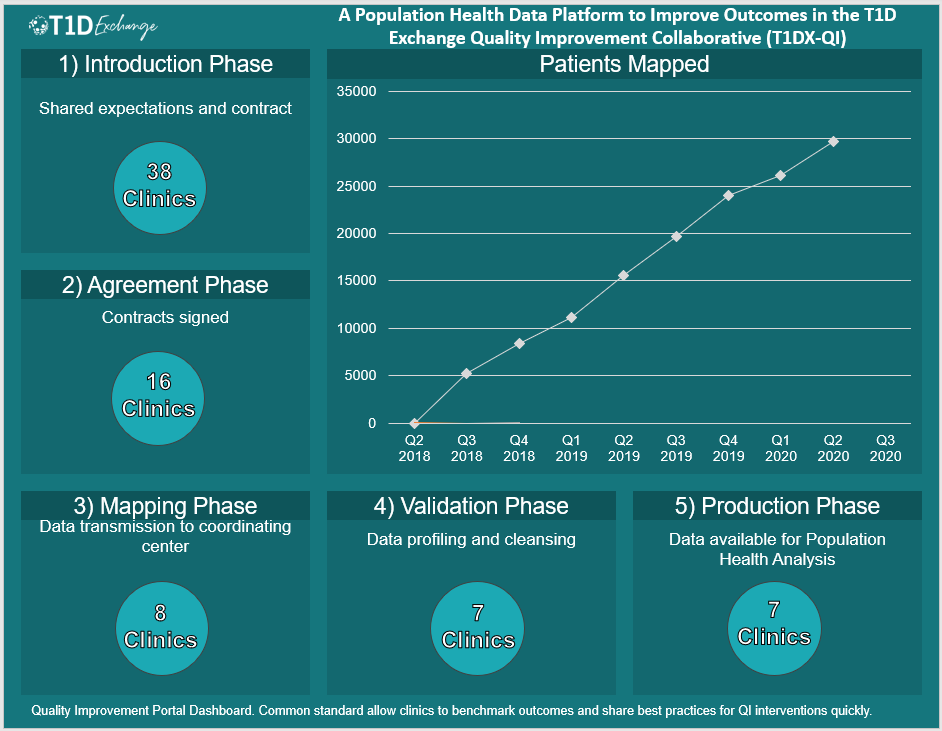 T1D Exchange
A Population Health Data Platform to Improve Outcomes in the T1D
Exchange Quality Improvement Collaborative (T1DX-QI)
1) Introduction Phase
Shared expectations and contract
38
Clinics
2) Agreement Phase
Contracts signed
16
Clinics
Patients Mapped
35000
30000
25000
20000
15000
10000
5000
0
Q2 Q3 Q4 Q1 Q2 Q3 Q4 Q1 Q2 Q3
2018 2018 2018 2019 2019 2019 2019 2020 2020 2020
3) Mapping Phase
Data transmission to coordinating
center
8
Clinics
4) Validation Phase
Data profiling and cleansing
7
Clinics
5) Production Phase
Data available for Population
Health Analysis
7
Clinics
Quality Improvement Portal Dashboard. Common standard allow clinics to benchmark outcomes and share best practices for QI interventions quickly.